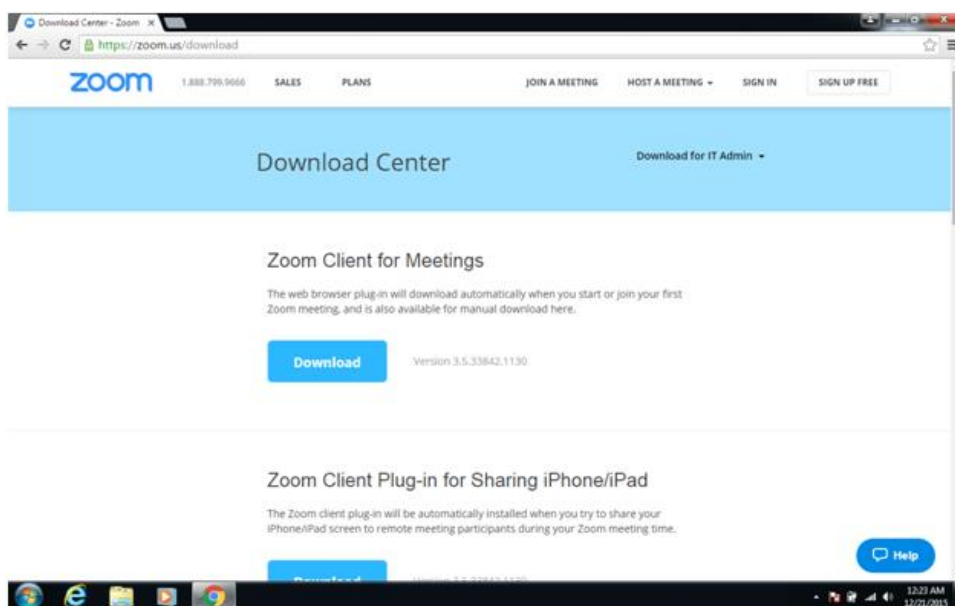 Download Center - Zoom
https://zoom.us/download
zoom 1.888.799.9666 SALES PLANS JOIN A MEETING HOST A MEETING SIGN IN SIGN UP FREE
Download Center
Download for IT Admin
Zoom Client for Meetings
The web browser plug-in will download automatically when you start or join your first
Zoom meeting, and is also available for manual download here.
Download Version 3.5.33842.1130
Zoom Client Plug-in for Sharing iPhone/iPad
The Zoom client plug-in will be automatically installed when you try to share your
iPhone/iPad screen to remote meeting participants during your Zoom meeting time.
Help
12:23 AM
12/21/2015